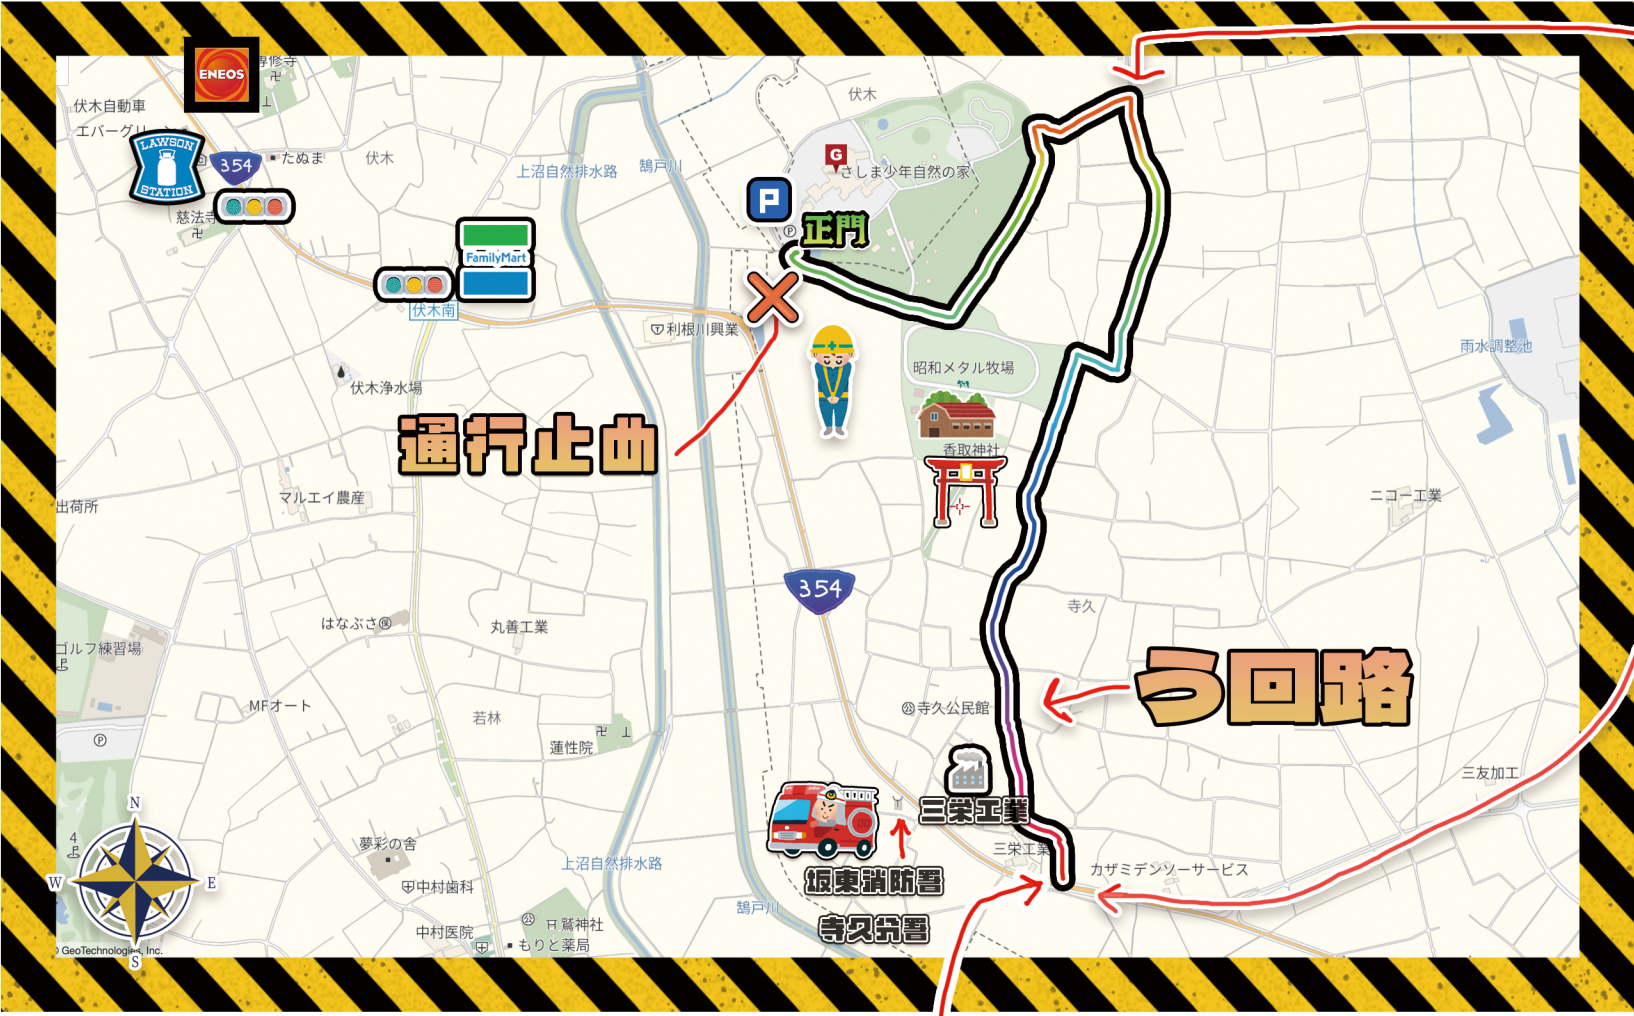 ENEOS
専修寺
伏木自動車
エバーグリーン
LAWSON
STATION
354
たぬま
伏木
慈法寺
上沼自然排水路
鵠戸川
伏木
G
さしま少年自然の家
P
P
正門
FamilyMart
伏木南
利根川興業
伏木浄水場
昭和メタル牧場
雨水調整池
通行止め
香取神社
出荷所
マルエイ農産
ニコー工業
354
寺久
はなぶさ
丸善工業
ゴルフ練習場
う回路
MFオート
若林
寺久公民館
蓮性院
P
三友加工
三栄工業
三栄工業
夢彩の舎
上沼自然排水路
カザミデンソーサービス
坂東消防署
寺久分署
中村歯科
鵠戸川
鷲神社
中村医院
もりと薬局
4
N
W
E
S
© GeoTechnologies, Inc.